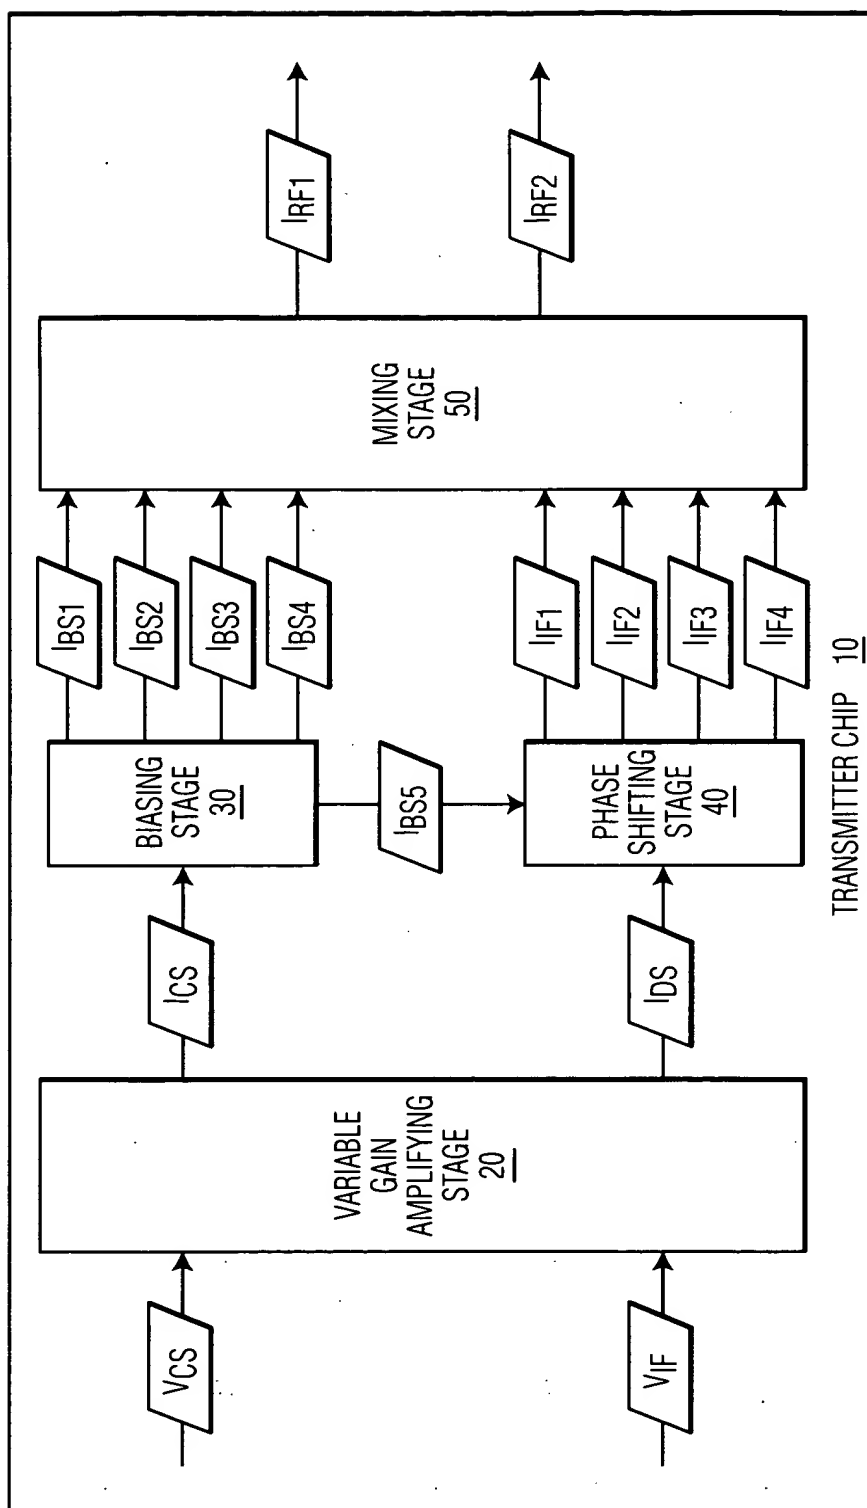 VCS
VIF
VARIABLE
GAIN
AMPLIFYING
STAGE
20
ICS
IDS
BIASING
STAGE
30
IBS5
PHASE
SHIFTING
STAGE
40
IBS1
IBS2
IBS3
IBS4
IIF1
IIF2
IIF3
IIF4
MIXING
STAGE
50
IRF1
IRF2
TRANSMITTER CHIP 10